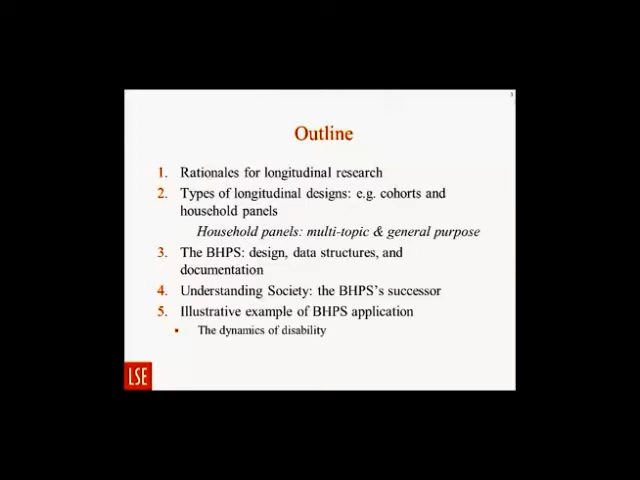 Outline
1. Rationales for longitudinal research
2. Types of longitudinal designs: e.g. cohorts and
household panels
Household panels: multi-topic & general purpose
3. The BHPS: design, data structures, and
documentation
4. Understanding Society: the BHPS's successor
5. Illustrative example of BHPS application
▪ The dynamics of disability
LSE